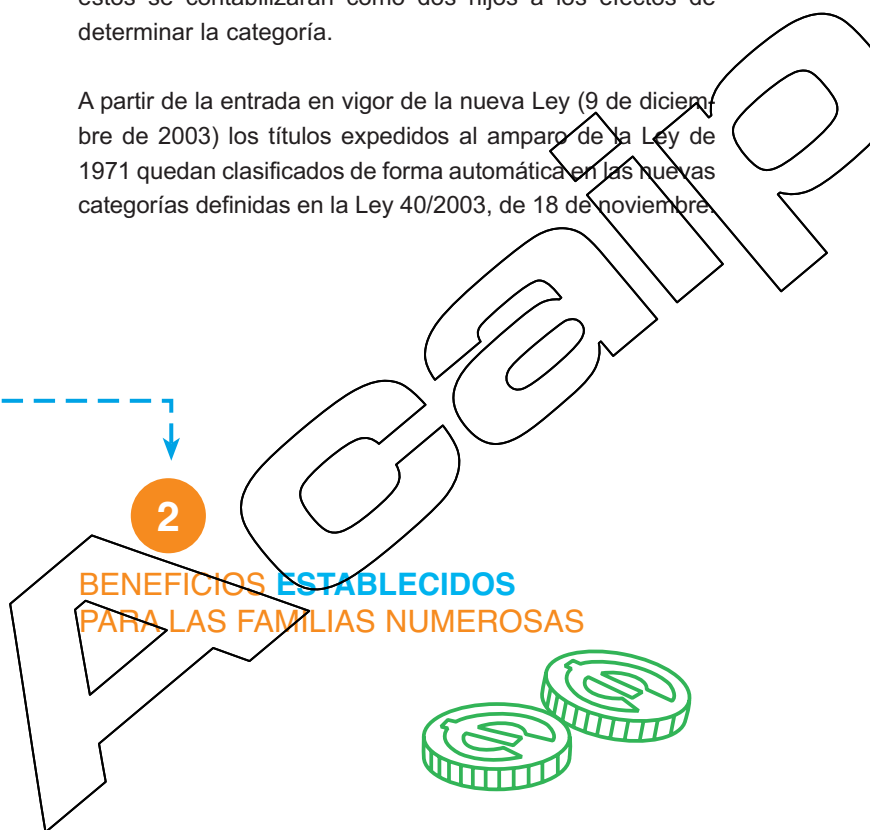 estos se contabilizarán como dos hijos a los efectos de
determinar la categoría.
A partir de la entrada en vigor de la nueva Ley (9 de diciem-
bre de 2003) los títulos expedidos al amparo de la Ley de
1971 quedan clasificados de forma automática en las nuevas
categorías definidas en la Ley 40/2003, de 18 de noviembre.
Acaip
2
BENEFICIOS ESTABLECIDOS
PARA LAS FAMILIAS NUMEROSAS